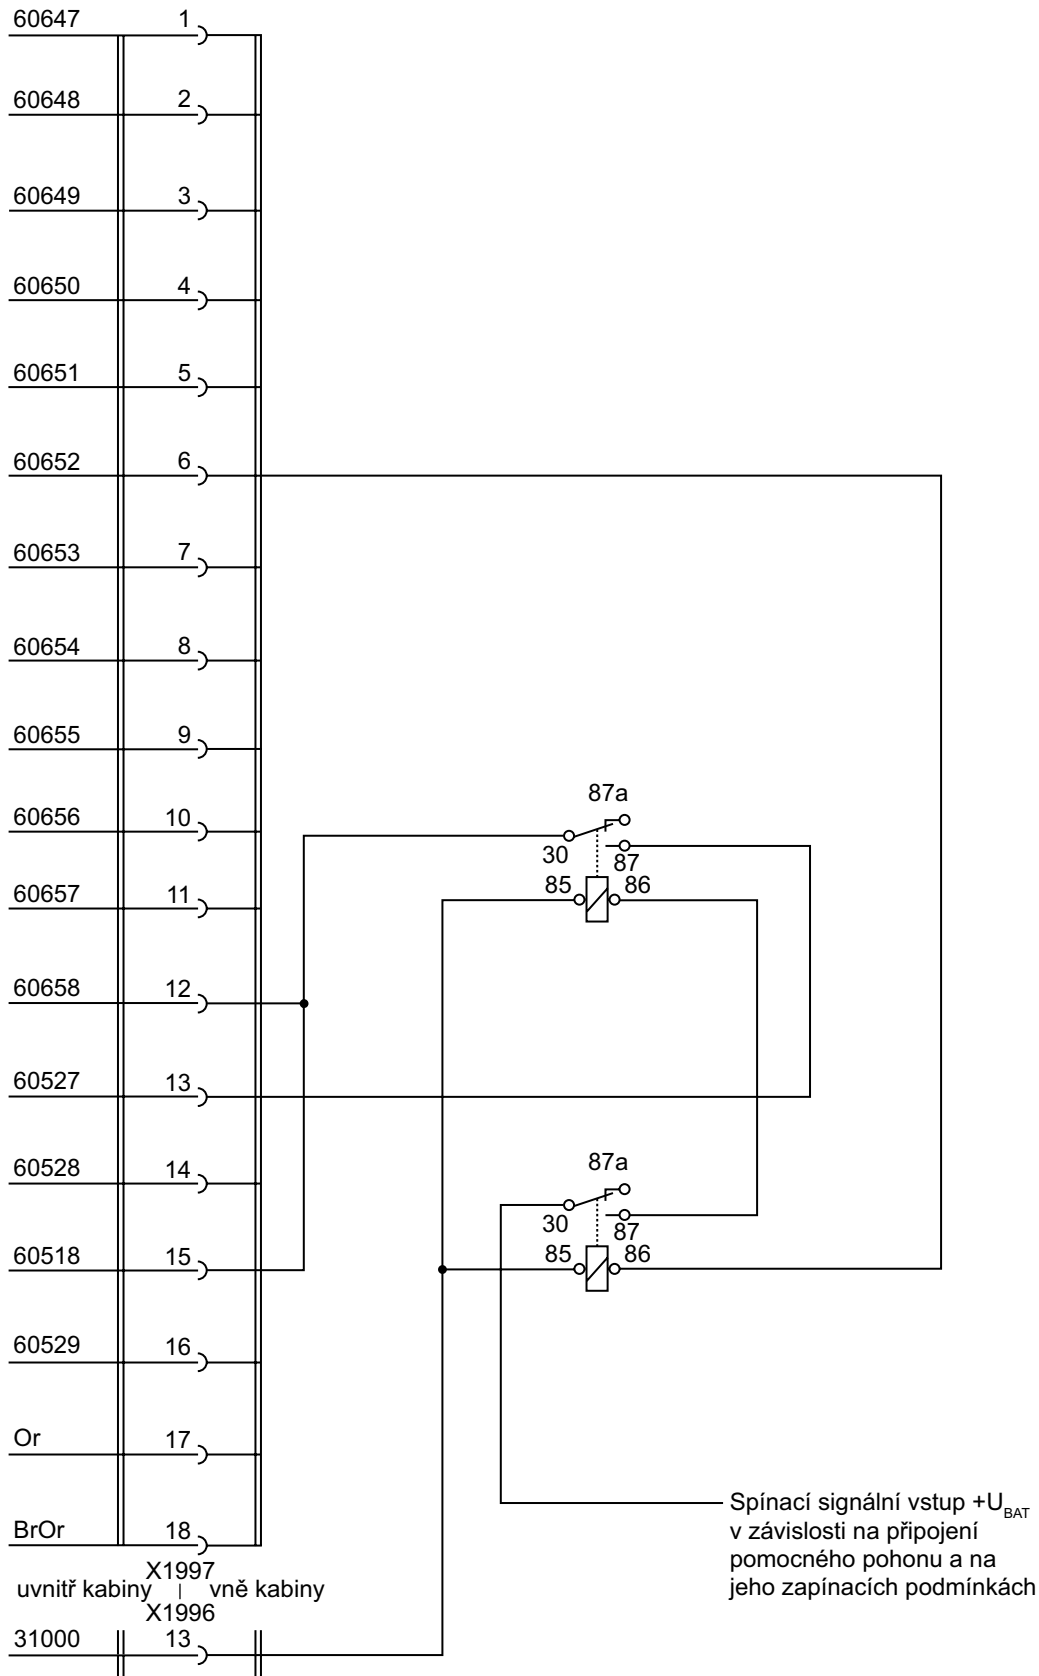 60647 1
60648 2
60649 3
60650 4
60651 5
60652 6
60653 7
60654 8
60655 9
60656 10
87a
30 87
60657 11
85 86
60658 12
60527 13
60528 14
87a
30 87
60518 15
85 86
60529 16
Or 17
Spínací signální vstup +UBAT
v závislosti na připojení
pomocného pohonu a na
jeho zapínacích podmínkách
BrOr 18
X1997
uvnitř kabiny vně kabiny
X1996
31000 13